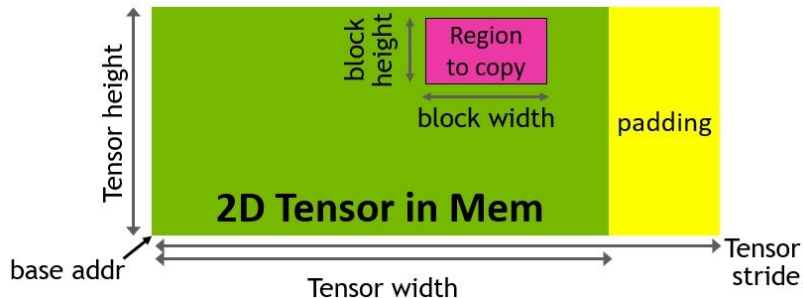 Tensor height
block
height
Region
to copy
block width
padding
2D Tensor in Mem
base addr
Tensor width
Tensor
stride